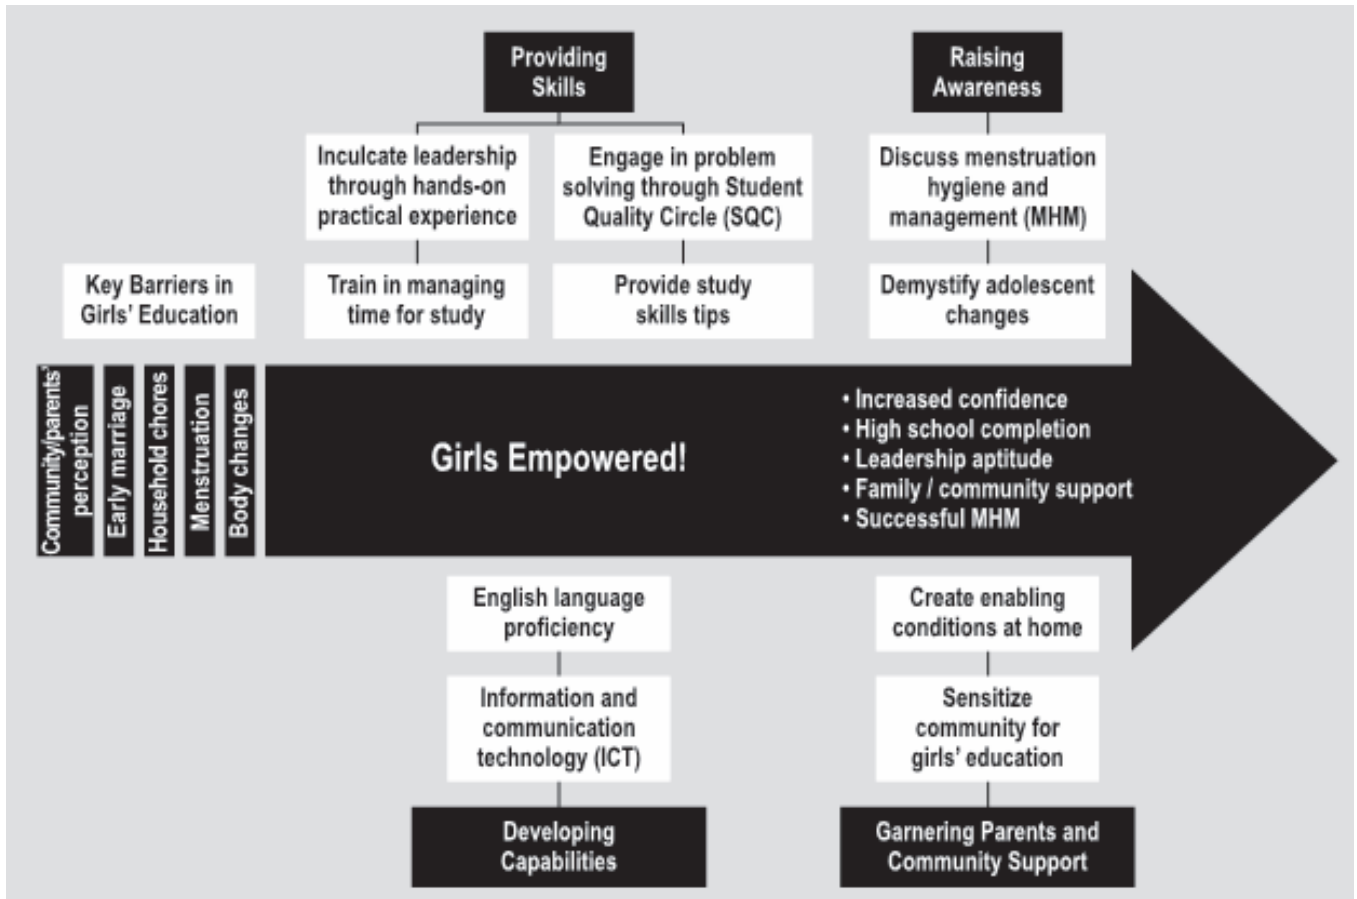 Providing
Skills
Raising
Awareness
Inculcate leadership
through hands-on
practical experience
Engage in problem
solving through Student
Quality Circle (SQC)
Discuss menstruation
hygiene and
management (MHM)
Key Barriers in
Girls' Education
Train in managing
time for study
Provide study
skills tips
Demystify adolescent
changes
Community/parents'
perception
Early marriage
Household chores
Menstruation
Body changes
Girls Empowered!
• Increased confidence
• High school completion
• Leadership aptitude
• Family / community support
• Successful MHM
English language
proficiency
Create enabling
conditions at home
Information and
communication
technology (ICT)
Sensitize
community for
girls' education
Developing
Capabilities
Garnering Parents and
Community Support